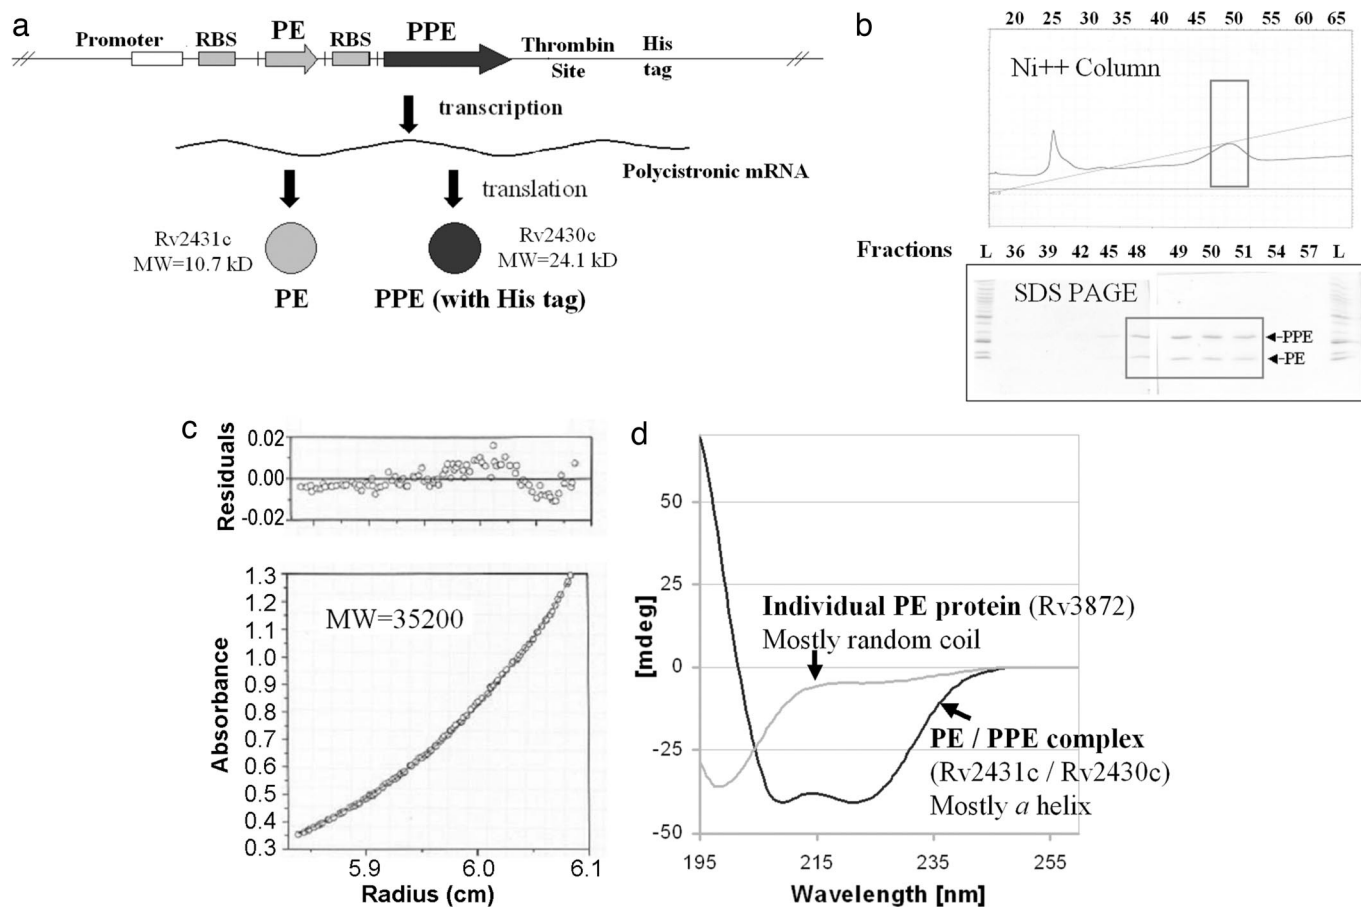 a
Promoter RBS PE RBS PPE Thrombin Site His tag
transcription
Polycistronic mRNA
translation
Rv2431c
MW=10.7 kD
PE
Rv2430c
MW=24.1 kD
PPE (with His tag)
b
20 25 30 35 40 45 50 55 60 65
Ni++ Column
Fractions L 36 39 42 45 48 49 50 51 54 57 L
SDS PAGE
PPE
PE
c
Residuals
0.02
0.00
-0.02
Absorbance
1.3
1.2
1.1
1.0
0.9
0.8
0.7
0.6
0.5
0.4
0.3
MW=35200
5.9 6.0 6.1
Radius (cm)
d
[mdeg]
50
25
0
-25
-50
Individual PE protein (Rv3872)
Mostly random coil
PE / PPE complex
(Rv2431c / Rv2430c)
Mostly a helix
195 215 235 255
Wavelength [nm]